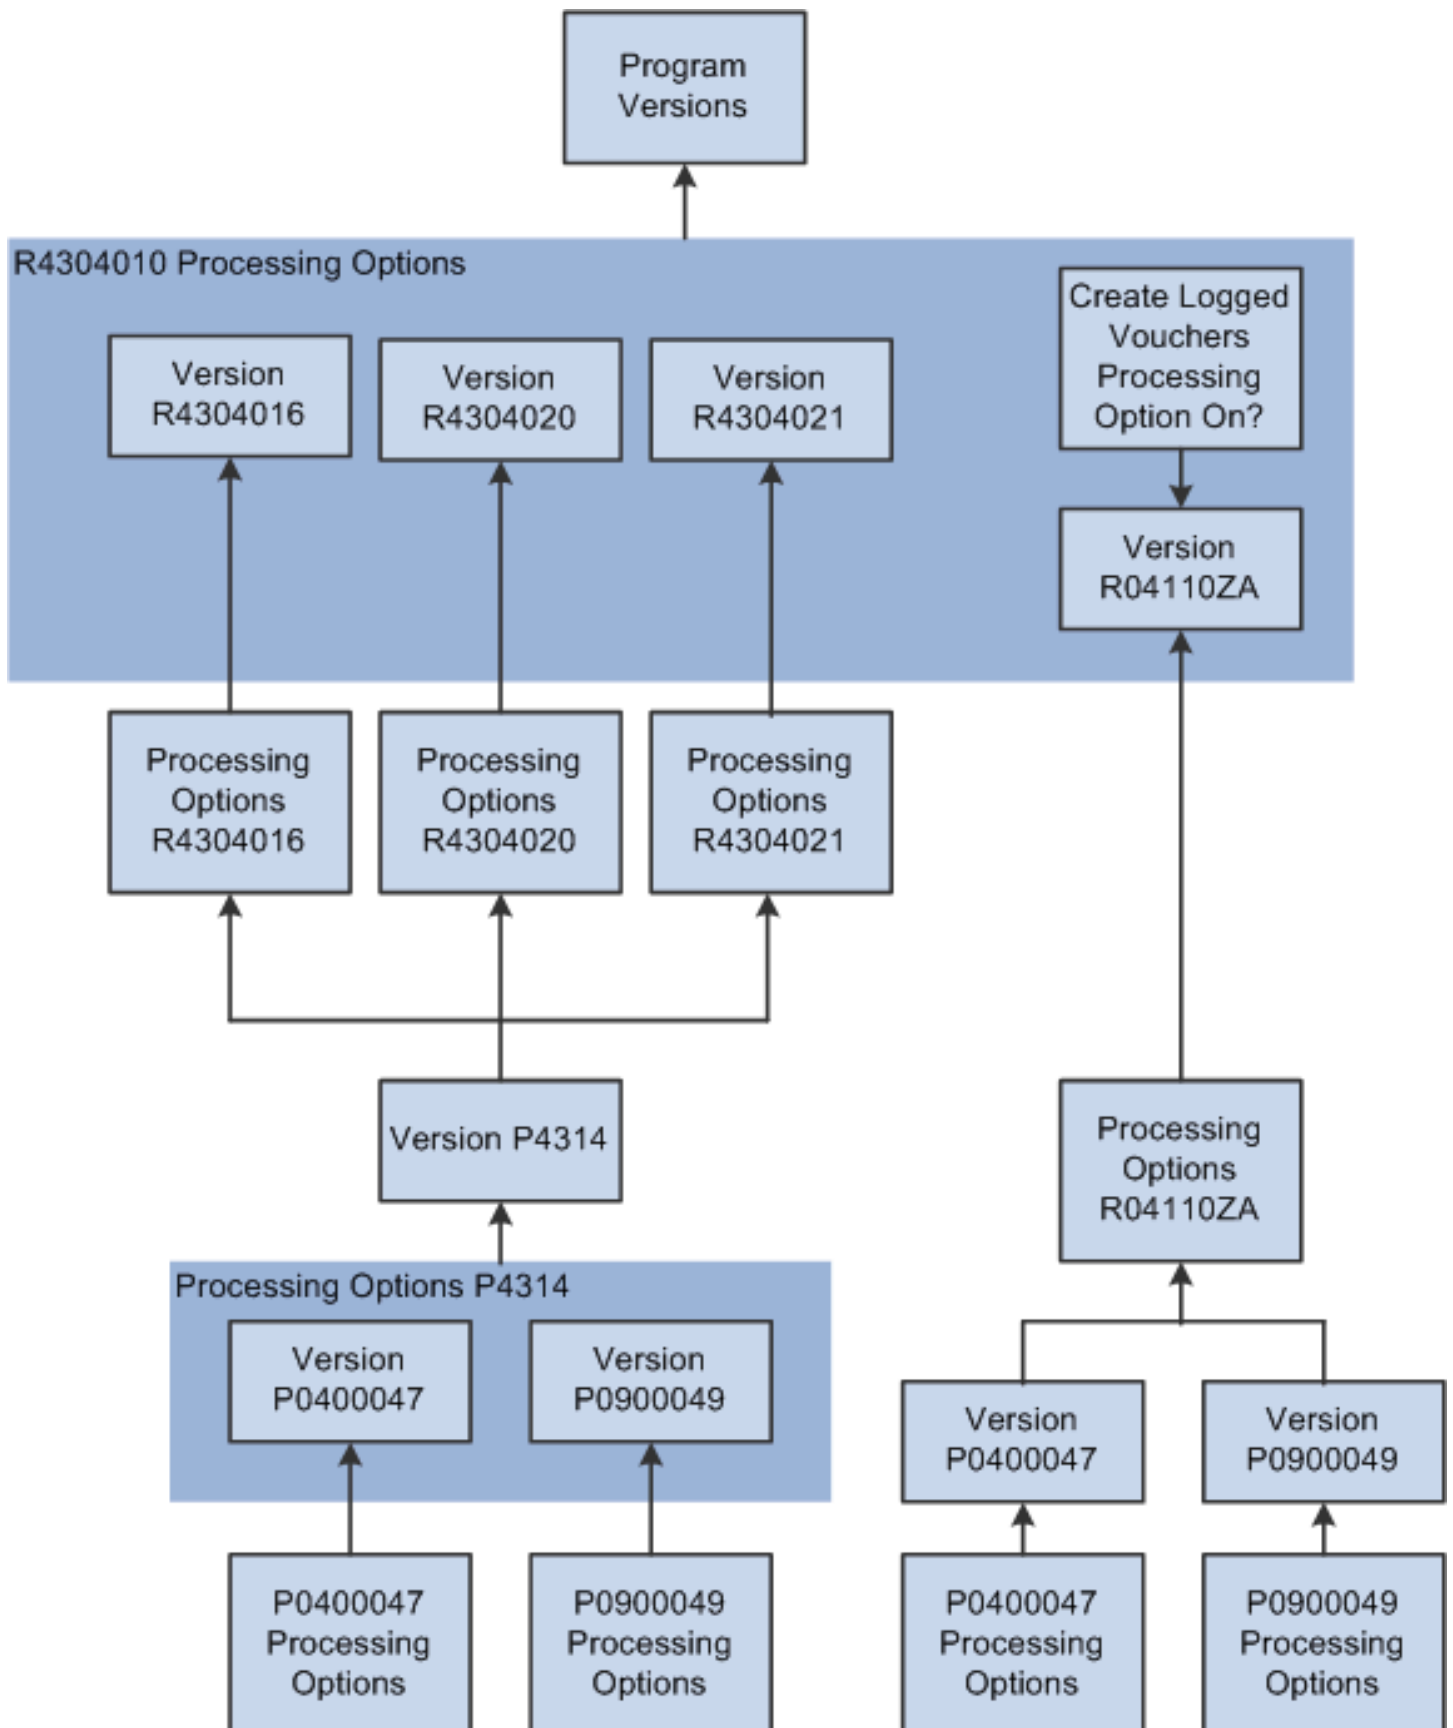 Program
Versions
R4304010 Processing Options
Create Logged
Vouchers
Processing
Option On?
Version
R4304016
Version
R4304020
Version
R4304021
Version
R04110ZA
Processing
Options
R4304016
Processing
Options
R4304020
Processing
Options
R4304021
Version P4314
Processing
Options
R04110ZA
Processing Options P4314
Version
P0400047
Version
P0900049
Version
P0400047
Version
P0900049
P0400047
Processing
Options
P0900049
Processing
Options
P0400047
Processing
Options
P0900049
Processing
Options